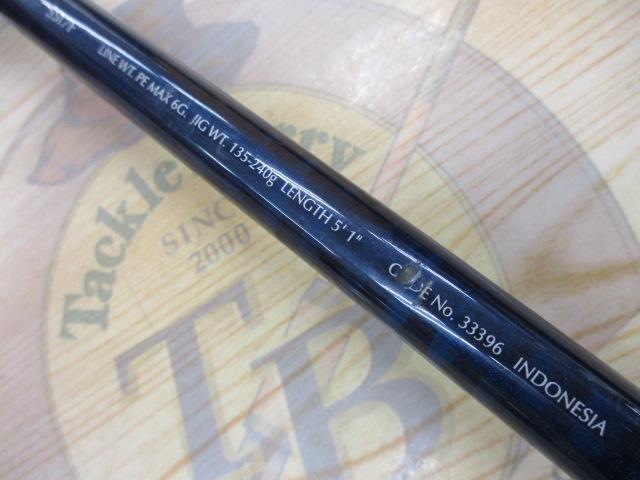 LINE WT. PE MAX 6G. JIG WT. 135-240g LENGTH 5' 1" CODE No. 33396 INDONESIA
Tackle Berry
SINCE
2000
TB